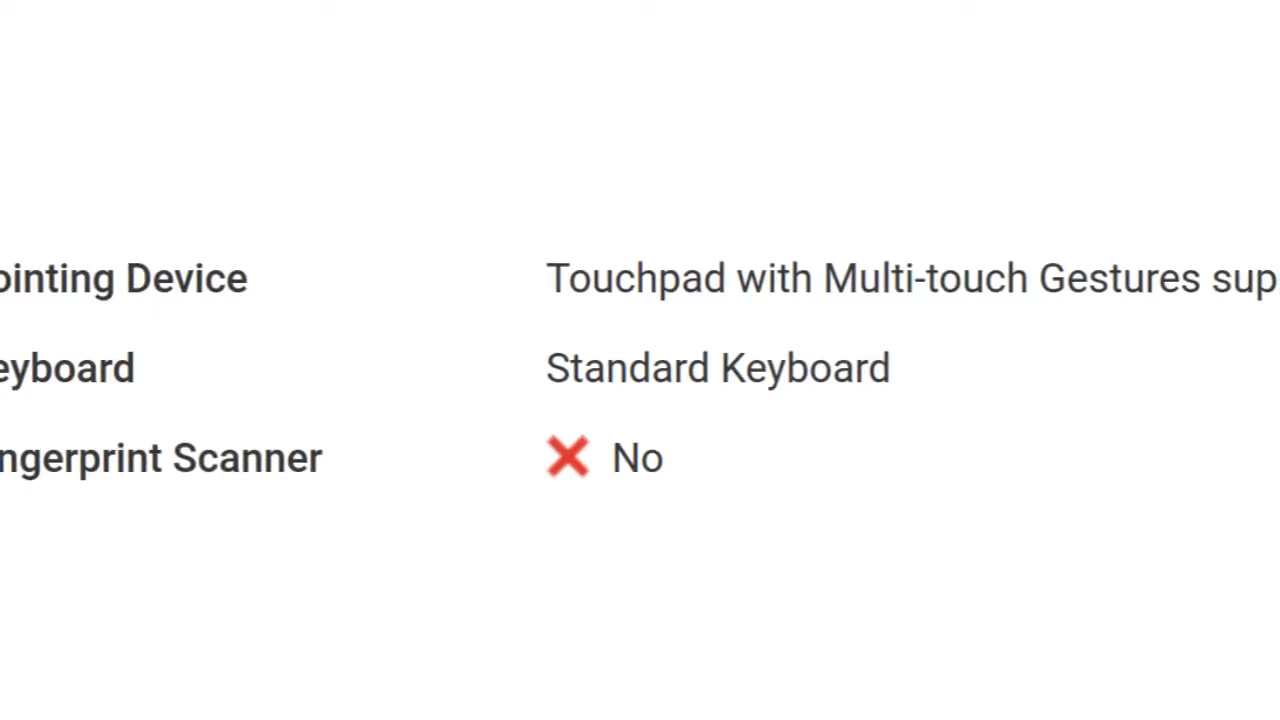 ointing Device Touchpad with Multi-touch Gestures sup
eyboard Standard Keyboard
ngerprint Scanner ❌ No